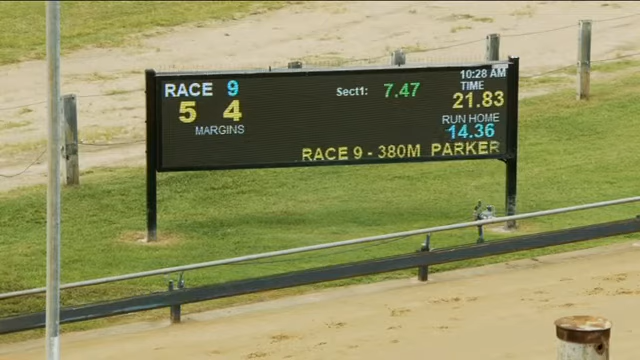 RACE 9
5 4
MARGINS
Sect1: 7.47
10:28 AM
TIME
21.83
RUN HOME
14.36
RACE 9 - 380M PARKER